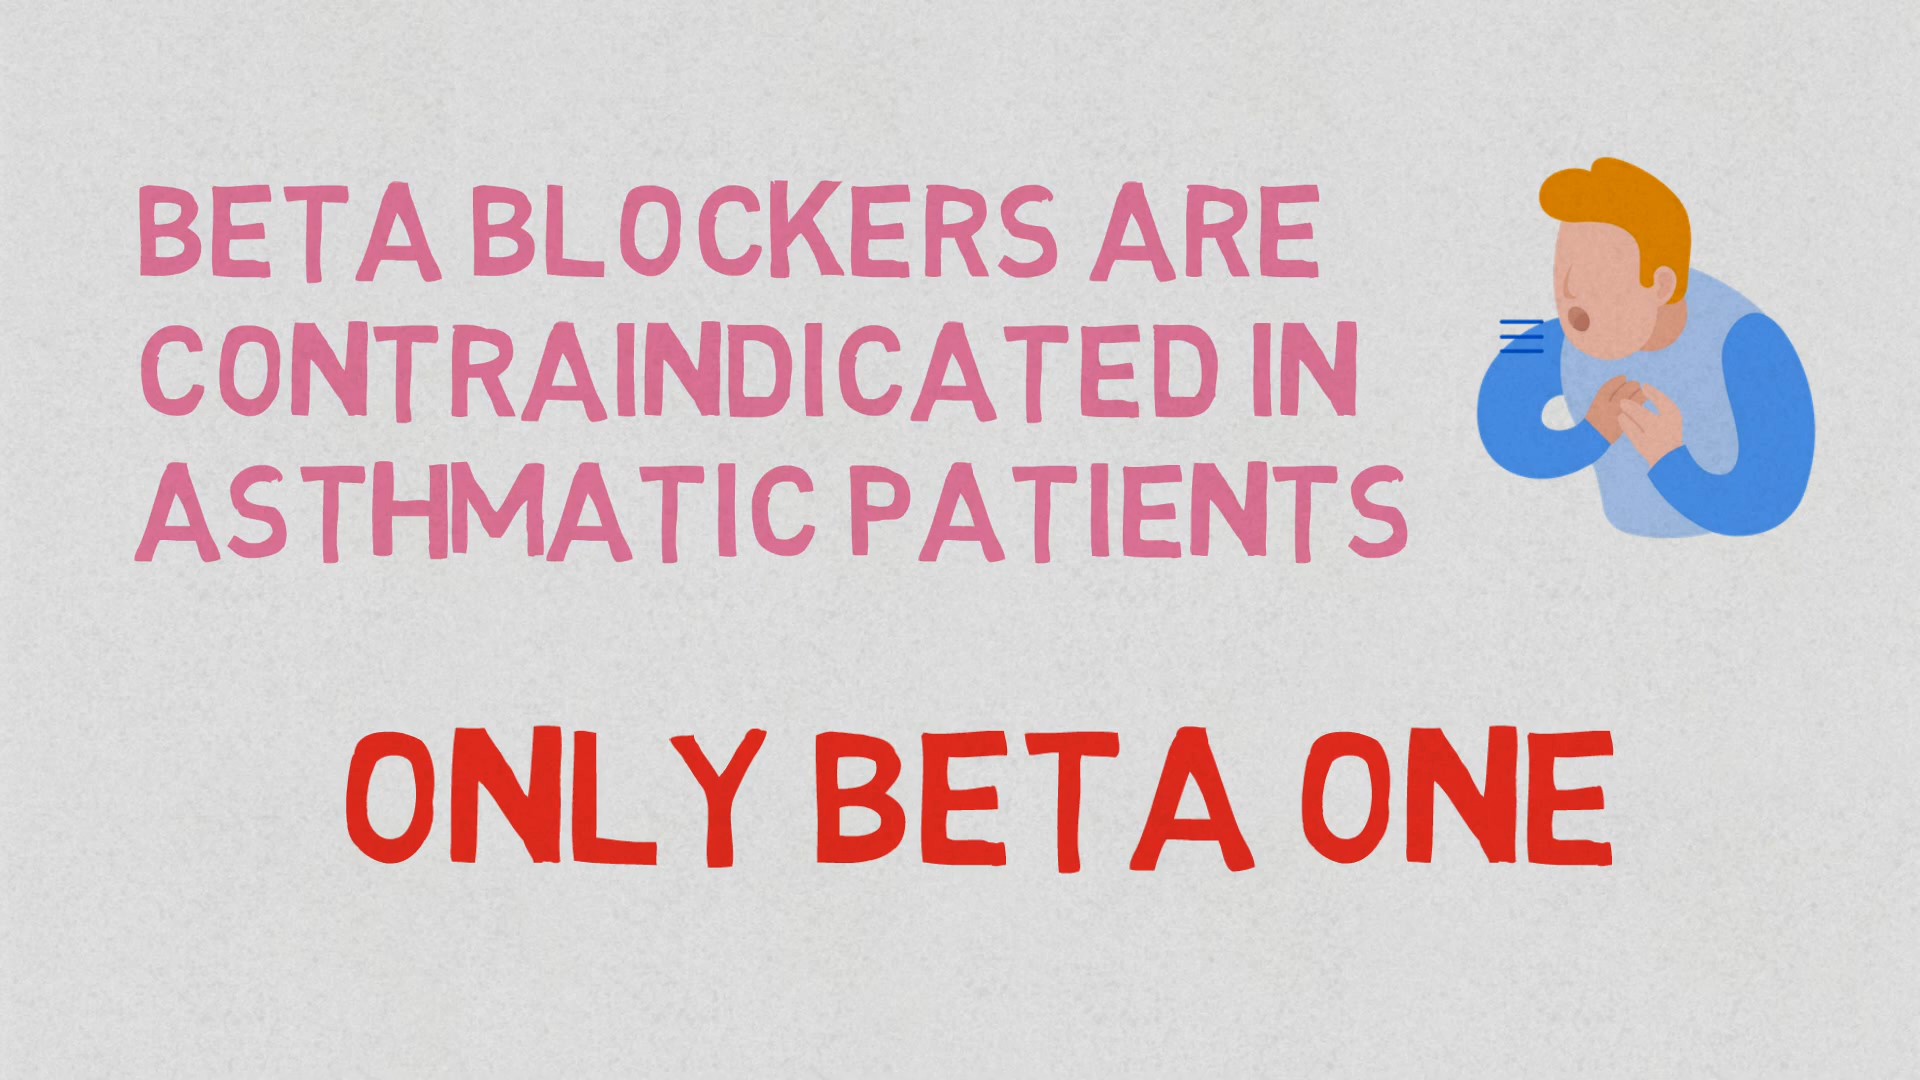 BETA BLOCKERS ARE
CONTRAINDICATED IN
ASTHMATIC PATIENTS
ONLY BETA ONE